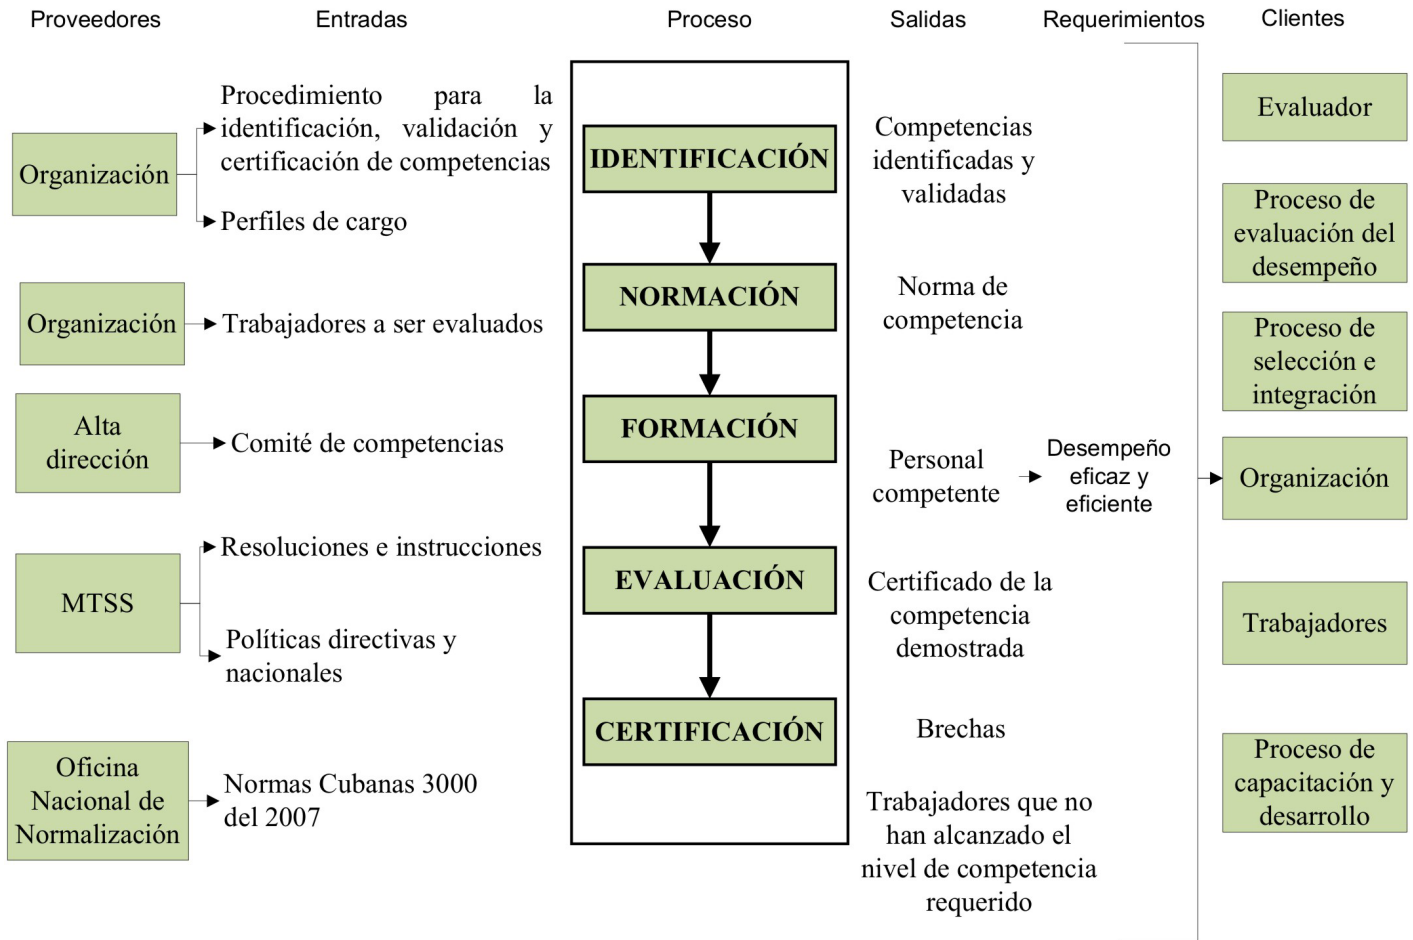 Proveedores
Entradas
Proceso
Salidas
Requerimientos
Clientes
Organización
Procedimiento para la
identificación, validación y
certificación de competencias
Perfiles de cargo
Organización
Trabajadores a ser evaluados
Alta
dirección
Comité de competencias
MTSS
Resoluciones e instrucciones
Políticas directivas y
nacionales
Oficina
Nacional de
Normalización
Normas Cubanas 3000
del 2007
IDENTIFICACIÓN
NORMACIÓN
FORMACIÓN
EVALUACIÓN
CERTIFICACIÓN
Competencias
identificadas y
validadas
Norma de
competencia
Personal
competente
Certificado de la
competencia
demostrada
Brechas
Trabajadores que no
han alcanzado el
nivel de competencia
requerido
Desempeño
eficaz y
eficiente
Evaluador
Proceso de
evaluación del
desempeño
Proceso de
selección e
integración
Organización
Trabajadores
Proceso de
capacitación y
desarrollo